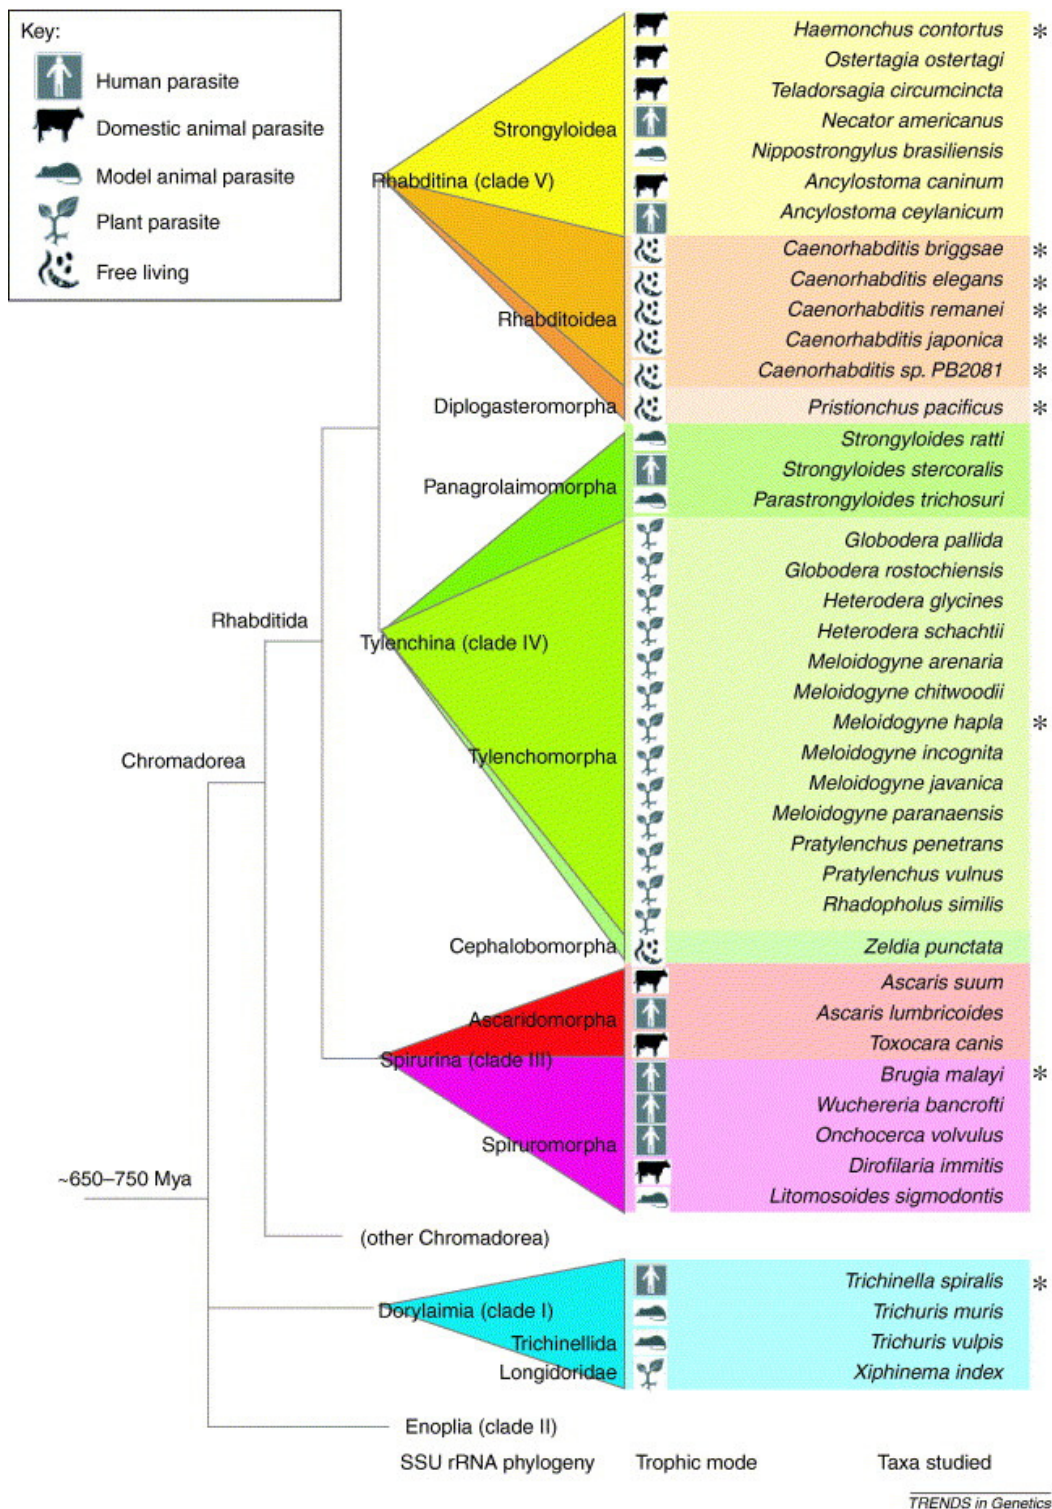 Key:
Human parasite
Domestic animal parasite
Model animal parasite
Plant parasite
Free living
Strongyloidea
Rhabditina (clade V)
Rhabditoidea
Diplogasteromorpha
Panagrolaimomorpha
Rhabditida
Tylenchina (clade IV)
Chromadorea
Tylenchomorpha
Cephalobomorpha
Ascaridomorpha
Spirurina (clade III)
Spiruromorpha
~650–750 Mya
(other Chromadorea)
Dorylaimia (clade I)
Trichinellida
Longidoridae
Enoplia (clade II)
Haemonchus contortus *
Ostertagia ostertagi
Teladorsagia circumcincta
Necator americanus
Nippostrongylus brasiliensis
Ancylostoma caninum
Ancylostoma ceylanicum
Caenorhabditis briggsae *
Caenorhabditis elegans *
Caenorhabditis remanei *
Caenorhabditis japonica *
Caenorhabditis sp. PB2081 *
Pristionchus pacificus *
Strongyloides ratti
Strongyloides stercoralis
Parastrongyloides trichosuri
Globodera pallida
Globodera rostochiensis
Heterodera glycines
Heterodera schachtii
Meloidogyne arenaria
Meloidogyne chitwoodii
Meloidogyne hapla *
Meloidogyne incognita
Meloidogyne javanica
Meloidogyne paranaensis
Pratylenchus penetrans
Pratylenchus vulnus
Rhadopholus similis
Zeldia punctata
Ascaris suum
Ascaris lumbricoides
Toxocara canis
Brugia malayi *
Wuchereria bancrofti
Onchocerca volvulus
Dirofilaria immitis
Litomosoides sigmodontis
Trichinella spiralis *
Trichuris muris
Trichuris vulpis
Xiphinema index
SSU rRNA phylogeny
Trophic mode
Taxa studied
TRENDS in Genetics